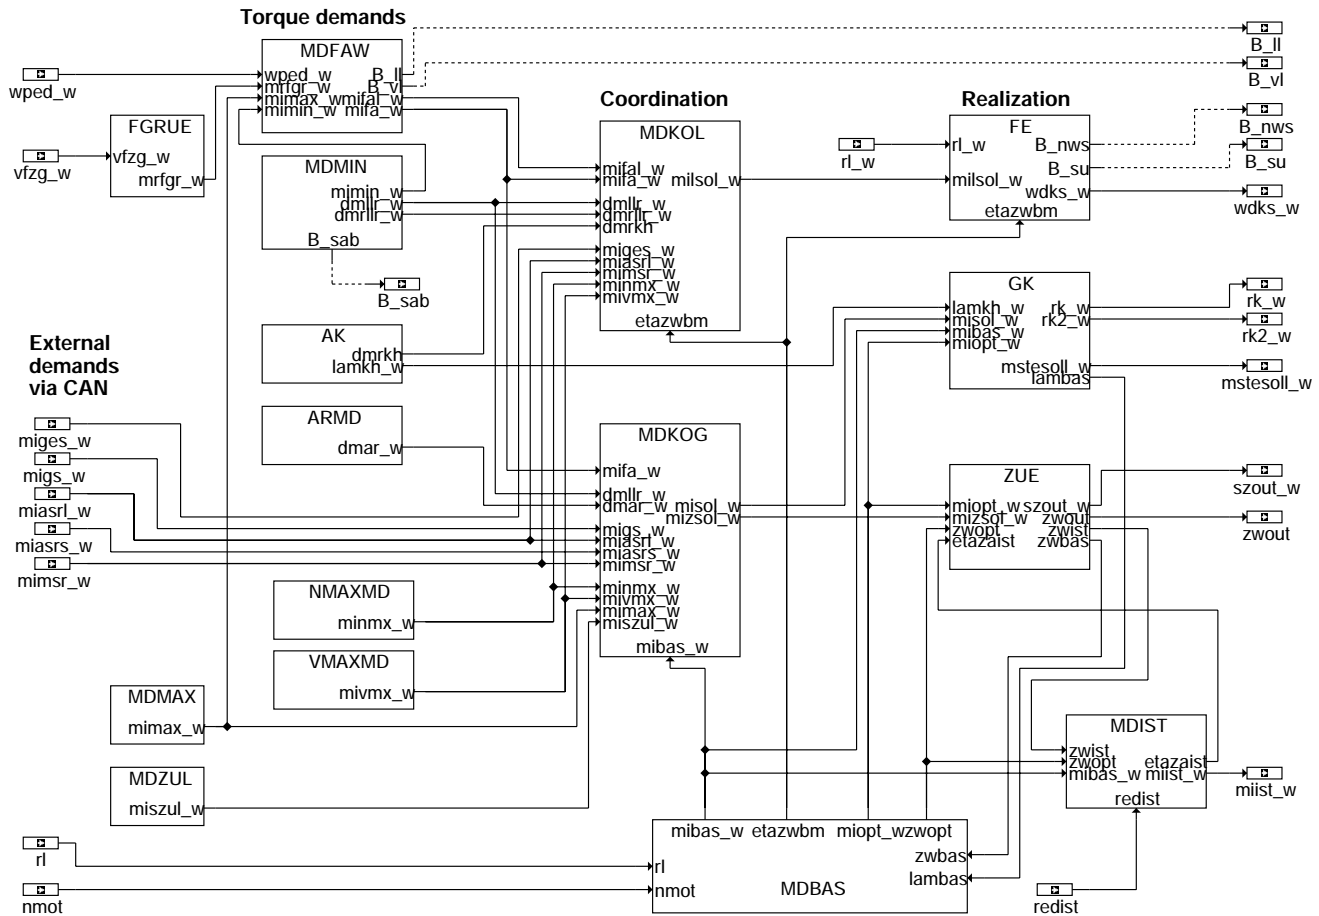 Torque demands
MDFAW
wped_w
mrfgr_w
mimax_w
mimin_w
B_ll
B_vl
mifal_w
mifa_w
wped_w
B_ll
B_vl
Coordination
Realization
FGRUE
vfzg_w
mrfgr_w
vfzg_w
MDMIN
mimin_w
dmllr_w
dmrllr_w
B_sab
B_sab
MDKOL
mifal_w
mifa_w
dmllr_w
dmrllr_w
dmrkh
miges_w
miasrl_w
mimsr_w
minmx_w
mivmx_w
milsol_w
etazwbm
rl_w
FE
rl_w
milsol_w
B_nws
B_su
wdks_w
etazwbm
B_nws
B_su
wdks_w
AK
dmrkh
lamkh_w
GK
lamkh_w
misol_w
mibas_w
miopt_w
rk_w
rk2_w
mstesoll_w
lambas
rk_w
rk2_w
mstesoll_w
External
demands
via CAN
miges_w
migs_w
miasrl_w
miasrs_w
mimsr_w
ARMD
dmar_w
MDKOG
mifa_w
dmllr_w
dmar_w
migs_w
miasrl_w
miasrs_w
mimsr_w
minmx_w
mivmx_w
mimax_w
miszul_w
misol_w
mizsol_w
mibas_w
ZUE
miopt_w
mizsol_w
zwopt
etazaist
szout_w
zwout
zwist
zwbas
szout_w
zwout
NMAXMD
minmx_w
VMAXMD
mivmx_w
MDMAX
mimax_w
MDZUL
miszul_w
MDIST
zwist
zwopt
mibas_w
etazaist
miist_w
redist
miist_w
rl
nmot
mibas_w etazwbm miopt_w zwopt
rl
nmot
zwbas
lambas
MDBAS
redist